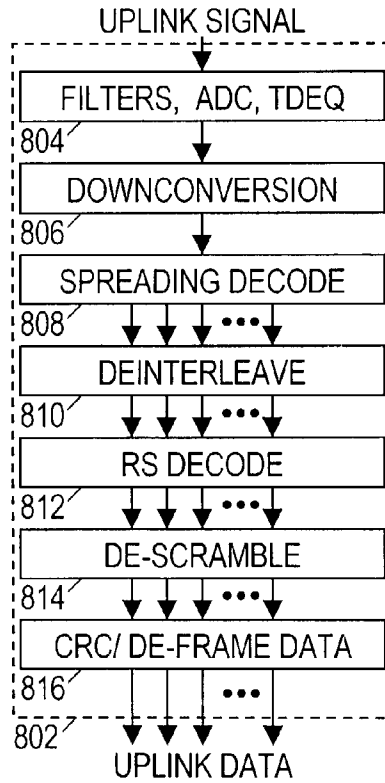 UPLINK SIGNAL
FILTERS, ADC, TDEQ
804
DOWNCONVERSION
806
SPREADING DECODE
808
DEINTERLEAVE
810
RS DECODE
812
DE-SCRAMBLE
814
CRC/ DE-FRAME DATA
816
802
UPLINK DATA